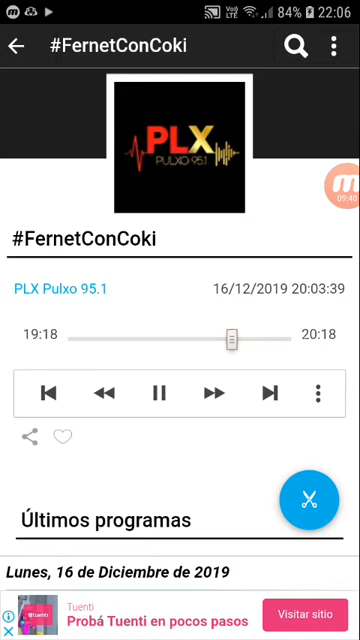 VoD LTE 84% 22:06
#FernetConCoki
PLX
PULXO 95.1
09:40
#FernetConCoki
PLX Pulxo 95.1 16/12/2019 20:03:39
19:18 20:18
Últimos programas
Lunes, 16 de Diciembre de 2019
Tuenti
Probá Tuenti en pocos pasos
Visitar sitio